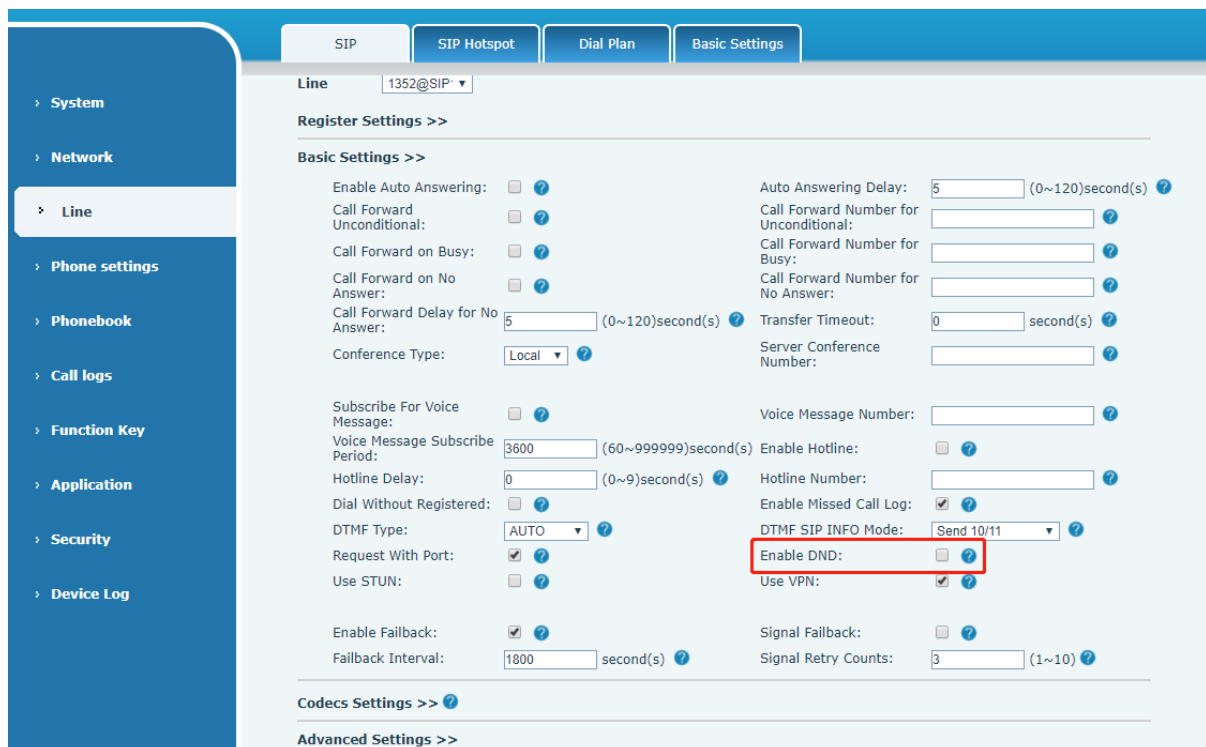 SIP
SIP Hotspot
Dial Plan
Basic Settings
System
Network
Line
Phone settings
Phonebook
Call logs
Function Key
Application
Security
Device Log
Line 1352@SIP
Register Settings >>
Basic Settings >>
Enable Auto Answering: ?
Auto Answering Delay: 5 (0~120)second(s) ?
Call Forward
Unconditional: ?
Call Forward Number for
Unconditional: ?
Call Forward on Busy: ?
Call Forward Number for
Busy: ?
Call Forward on No
Answer: ?
Call Forward Number for
No Answer: ?
Call Forward Delay for No
Answer: 5 (0~120)second(s) ?
Transfer Timeout: 0 second(s) ?
Conference Type: Local ?
Server Conference
Number: ?
Subscribe For Voice
Message: ?
Voice Message Number: ?
Voice Message Subscribe
Period: 3600 (60~999999)second(s)
Enable Hotline: ?
Hotline Delay: 0 (0~9)second(s) ?
Hotline Number: ?
Dial Without Registered: ?
Enable Missed Call Log: ?
DTMF Type: AUTO ?
DTMF SIP INFO Mode: Send 10/11 ?
Request With Port: ?
Enable DND: ?
Use STUN: ?
Use VPN: ?
Enable Failback: ?
Signal Failback: ?
Failback Interval: 1800 second(s) ?
Signal Retry Counts: 3 (1~10) ?
Codecs Settings >> ?
Advanced Settings >>